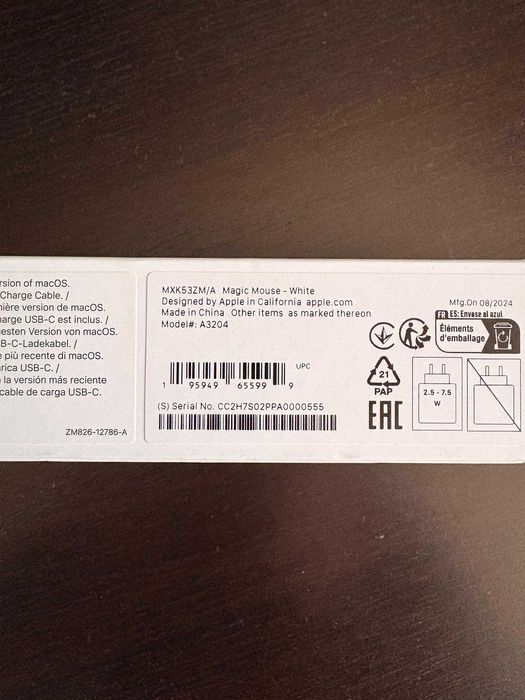 ersion of macOS.
Charge Cable. /
nière version de macOS.
charge USB-C est inclus. /
esten Version von macOS.
B-C-Ladekabel. /
e più recente di macOS.
arica USB-C. /
la versión más reciente
cable de carga USB-C.
ZM826-12786-A
MXK53ZM/A Magic Mouse - White
Designed by Apple in California apple.com
Made in China Other items as marked thereon
Model#: A3204
UPC
1 95949 65599 9
(S) Serial No. CC2H7S02PPA0000555
Mfg.On 08/2024
FR ES: Envase al azul
Éléments
d'emballage
21
PAP
EAC
2.5 - 7.5
W